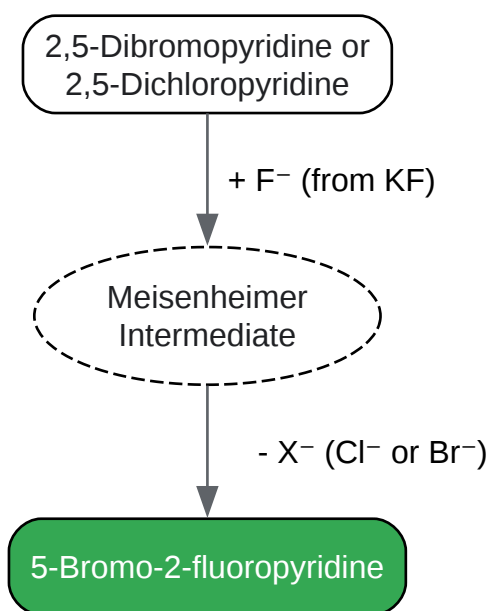 2,5-Dibromopyridine or
2,5-Dichloropyridine
+ F⁻ (from KF)
Meisenheimer
Intermediate
- X⁻ (Cl⁻ or Br⁻)
5-Bromo-2-fluoropyridine